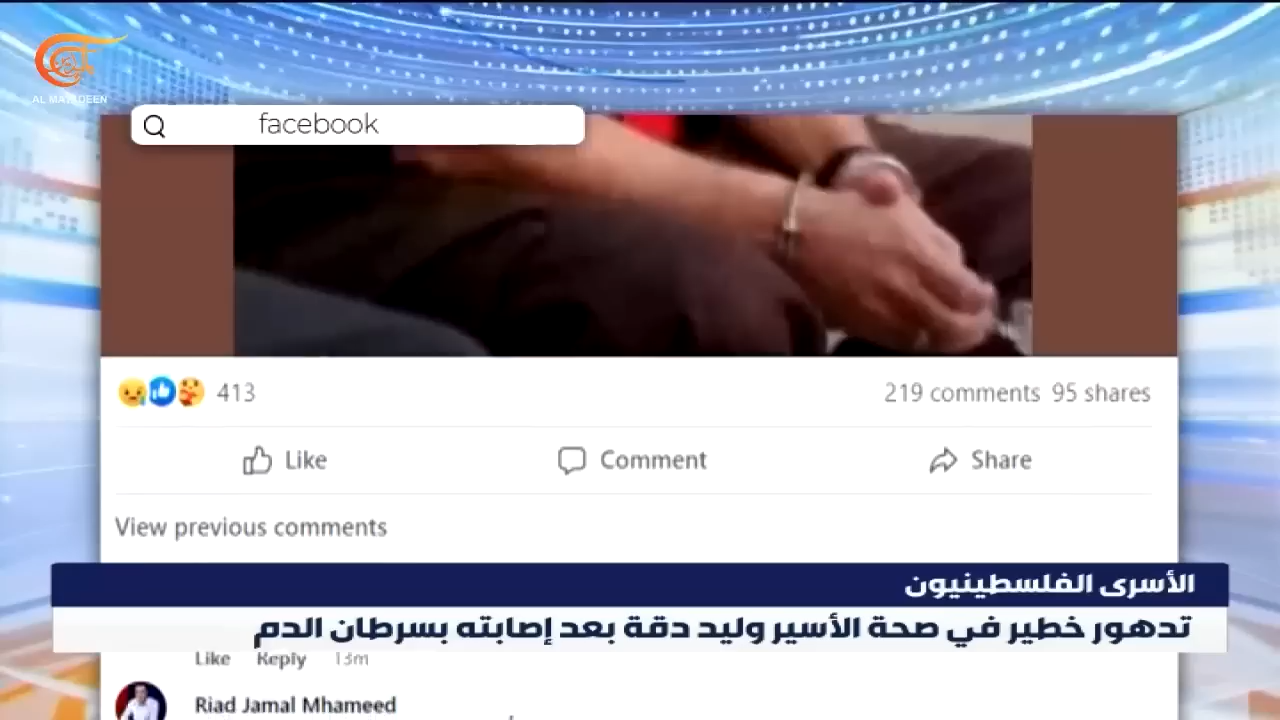 AL MAYADEEN
facebook
413
219 comments 95 shares
Like
Comment
Share
View previous comments
الأسرى الفلسطينيون
تدهور خطير في صحة الأسير وليد دقة بعد إصابته بسرطان الدم
Like Reply 13m
Riad Jamal Mhameed